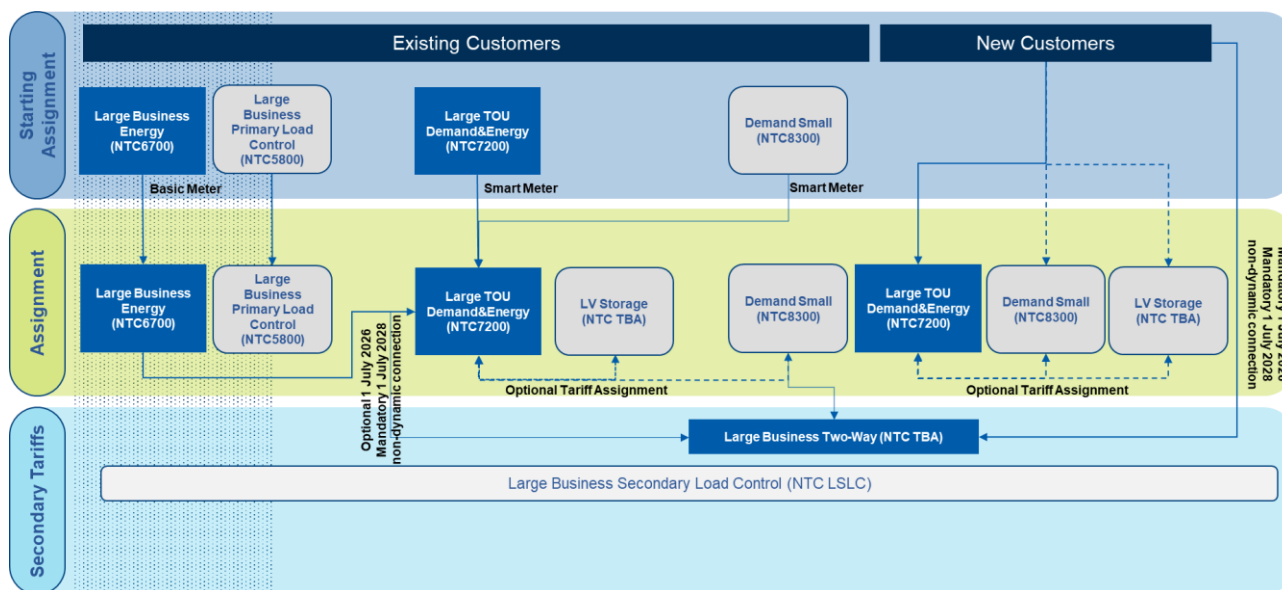 Starting
Assignment
Existing Customers
New Customers
Large Business
Energy
(NTC6700)
Large
Business
Primary Load
Control
(NTC5800)
Large TOU
Demand&Energy
(NTC7200)
Demand Small
(NTC8300)
Basic Meter
Smart Meter
Smart Meter
Assignment
Large Business
Energy
(NTC6700)
Large
Business
Primary Load
Control
(NTC5800)
Large TOU
Demand&Energy
(NTC7200)
LV Storage
(NTC TBA)
Demand Small
(NTC8300)
Large TOU
Demand&Energy
(NTC7200)
Demand Small
(NTC8300)
LV Storage
(NTC TBA)
Optional Tariff Assignment
Optional Tariff Assignment
Optional 1 July 2026
Mandatory 1 July 2028
non-dynamic connection
Mandatory 1 July 2028
non-dynamic connection
Secondary Tariffs
Large Business Two-Way (NTC TBA)
Large Business Secondary Load Control (NTC LSLC)